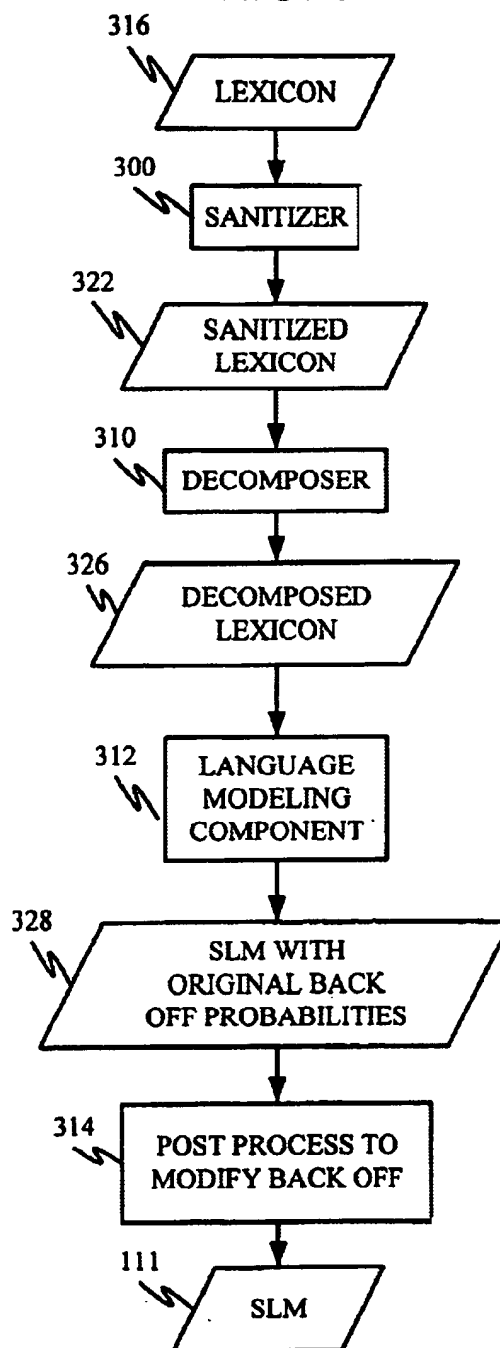 316
LEXICON
300
SANITIZER
322
SANITIZED
LEXICON
310
DECOMPOSER
326
DECOMPOSED
LEXICON
312
LANGUAGE
MODELING
COMPONENT
328
SLM WITH
ORIGINAL BACK
OFF PROBABILITIES
314
POST PROCESS TO
MODIFY BACK OFF
111
SLM